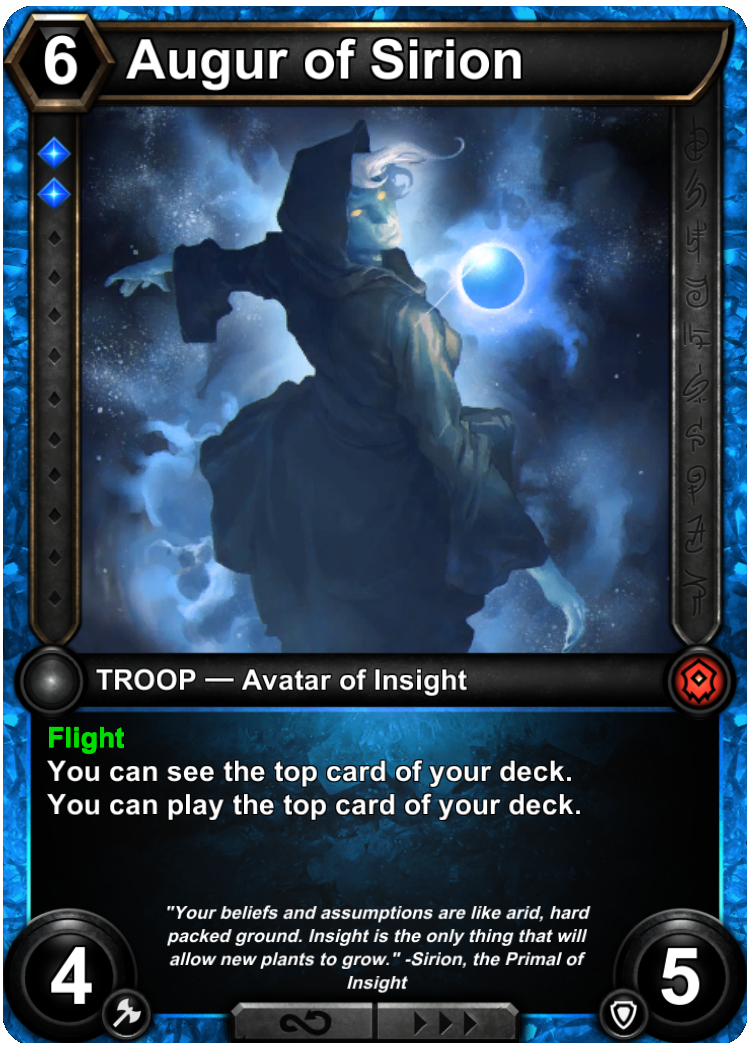 6 Augur of Sirion
TROOP — Avatar of Insight
Flight
You can see the top card of your deck.
You can play the top card of your deck.
"Your beliefs and assumptions are like arid, hard
packed ground. Insight is the only thing that will
allow new plants to grow." -Sirion, the Primal of
Insight
4 5